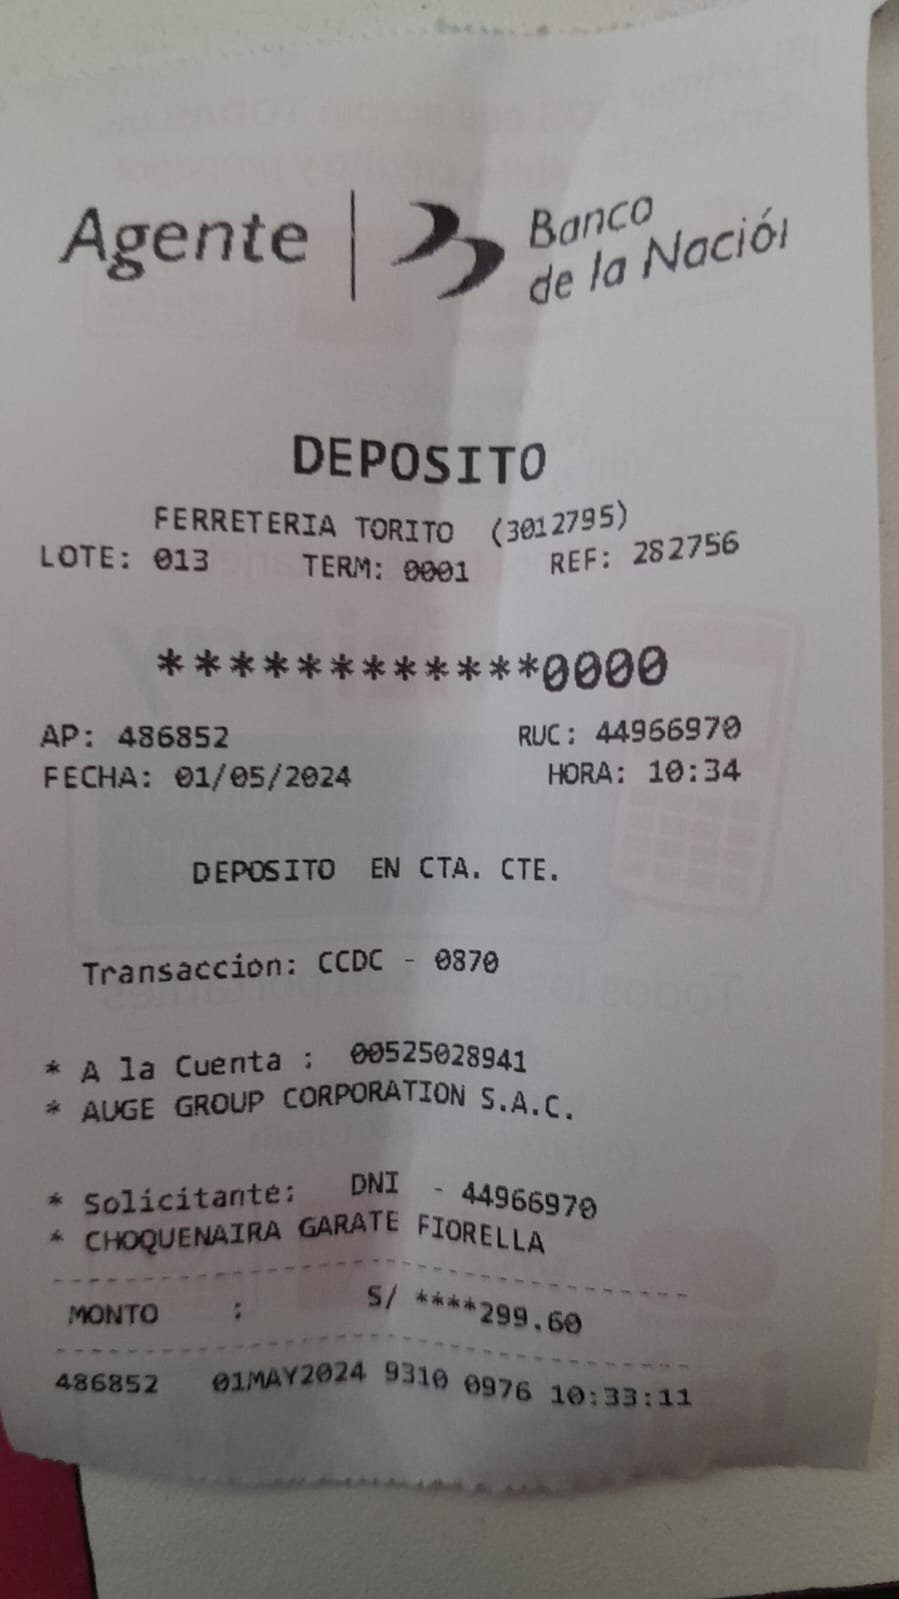 Agente | Banco
de la Nación
DEPOSITO
FERRETERIA TORITO (3012795)
LOTE: 013 TERM: 0001 REF: 282756
************0000
AP: 486852 RUC: 44966970
FECHA: 01/05/2024 HORA: 10:34
DEPOSITO EN CTA. CTE.
Transaccion: CCDC - 0870
* A la Cuenta : 00525028941
* AUGE GROUP CORPORATION S.A.C.
* Solicitante: DNI - 44966970
* CHOQUENAIRA GARATE FIORELLA
MONTO : S/ ****299.60
486852 01MAY2024 9310 0976 10:33:11